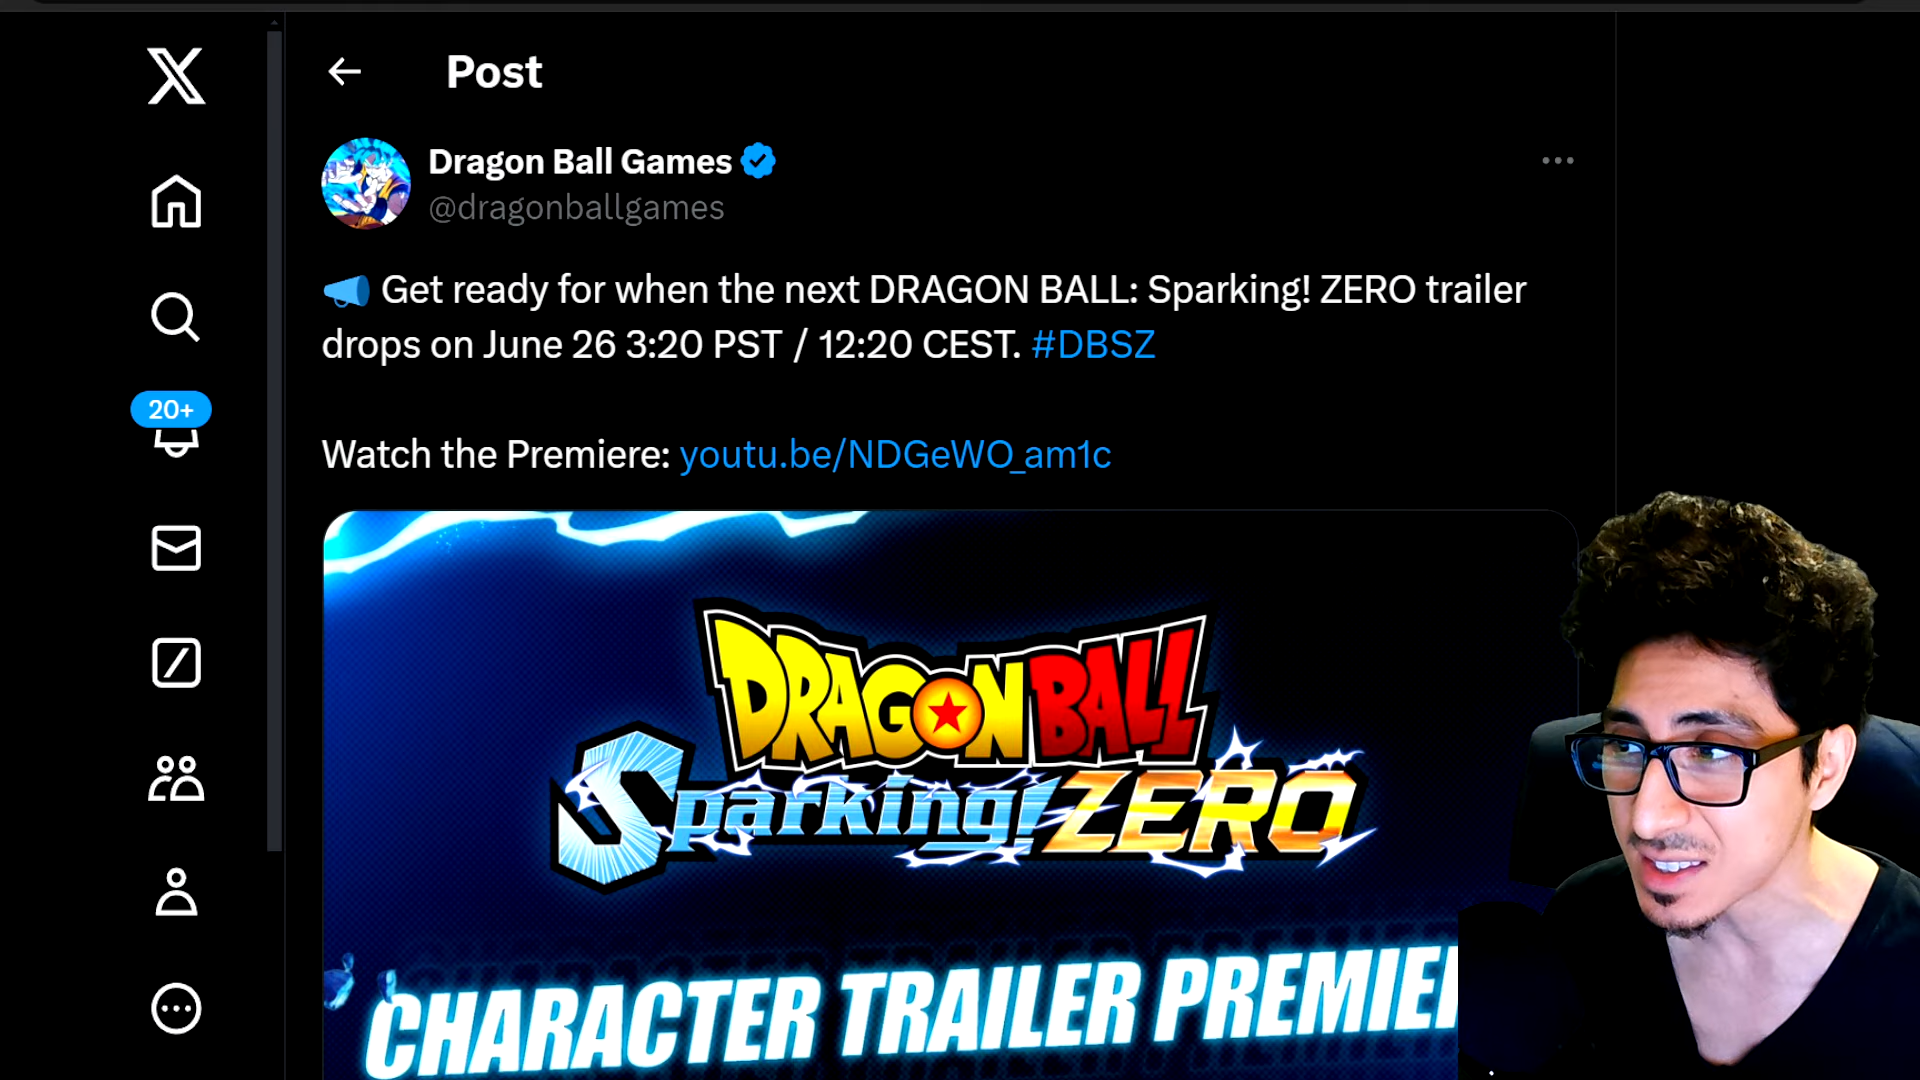 Post
Dragon Ball Games
@dragonballgames
Get ready for when the next DRAGON BALL: Sparking! ZERO trailer
drops on June 26 3:20 PST / 12:20 CEST. #DBSZ
20+
Watch the Premiere: youtu.be/NDGeWO_am1c
DRAGON BALL
Sparking! ZERO
CHARACTER TRAILER PREMIE